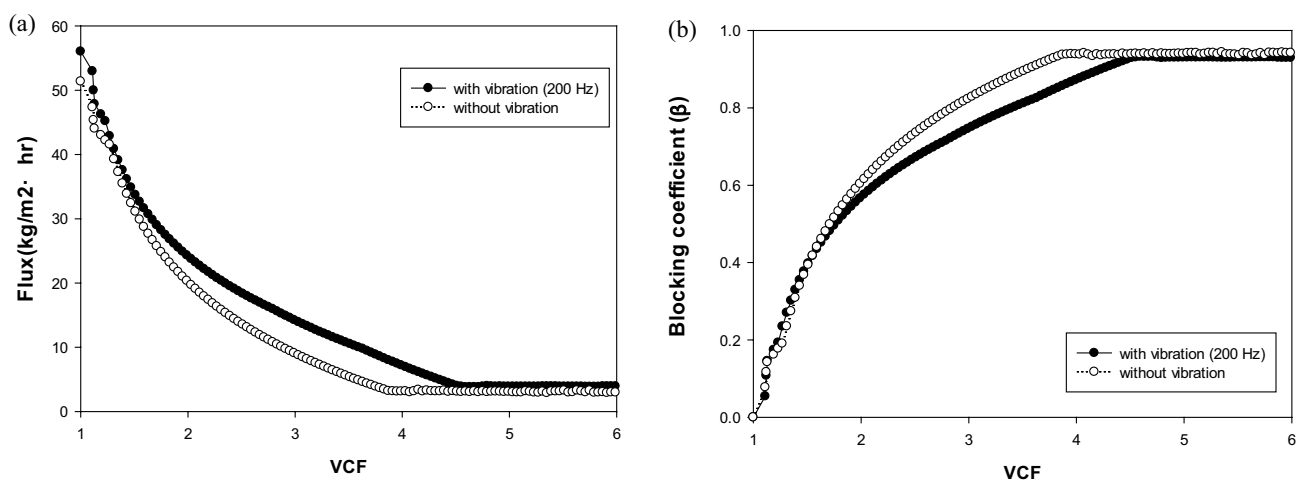 (a)
60
50
40
30
20
10
0
Flux(kg/m2· hr)
with vibration (200 Hz)
without vibration
1 2 3 4 5 6
VCF
(b)
1.0
0.8
0.6
0.4
0.2
0.0
Blocking coefficient (β)
with vibration (200 Hz)
without vibration
1 2 3 4 5 6
VCF